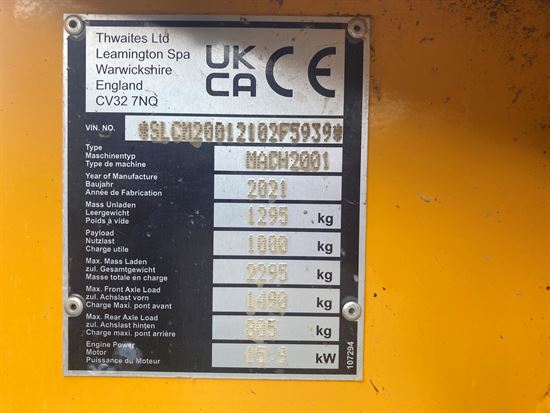 Thwaites Ltd
Leamington Spa
Warwickshire
England
CV32 7NQ
UK
CA CE
VIN. NO. *SLCM20012102F5939*
Type
Maschinentyp MACH2001
Type de machine
Year of Manufacture
Baujahr 2021
Année de Fabrication
Mass Unladen
Leergewicht 1295 kg
Poids à vide
Payload
Nutzlast 1000 kg
Charge utile
Max. Mass Laden
zul. Gesamtgewicht 2295 kg
Masse totale en charge
Max. Front Axle Load
zul. Achslast vorn 1490 kg
Charge Maxi. pont avant
Max. Rear Axle Load
zul. Achslast hinten 805 kg
Charge maxi. pont arrière
Engine Power
Motor kW
Puissance du Moteur
107294